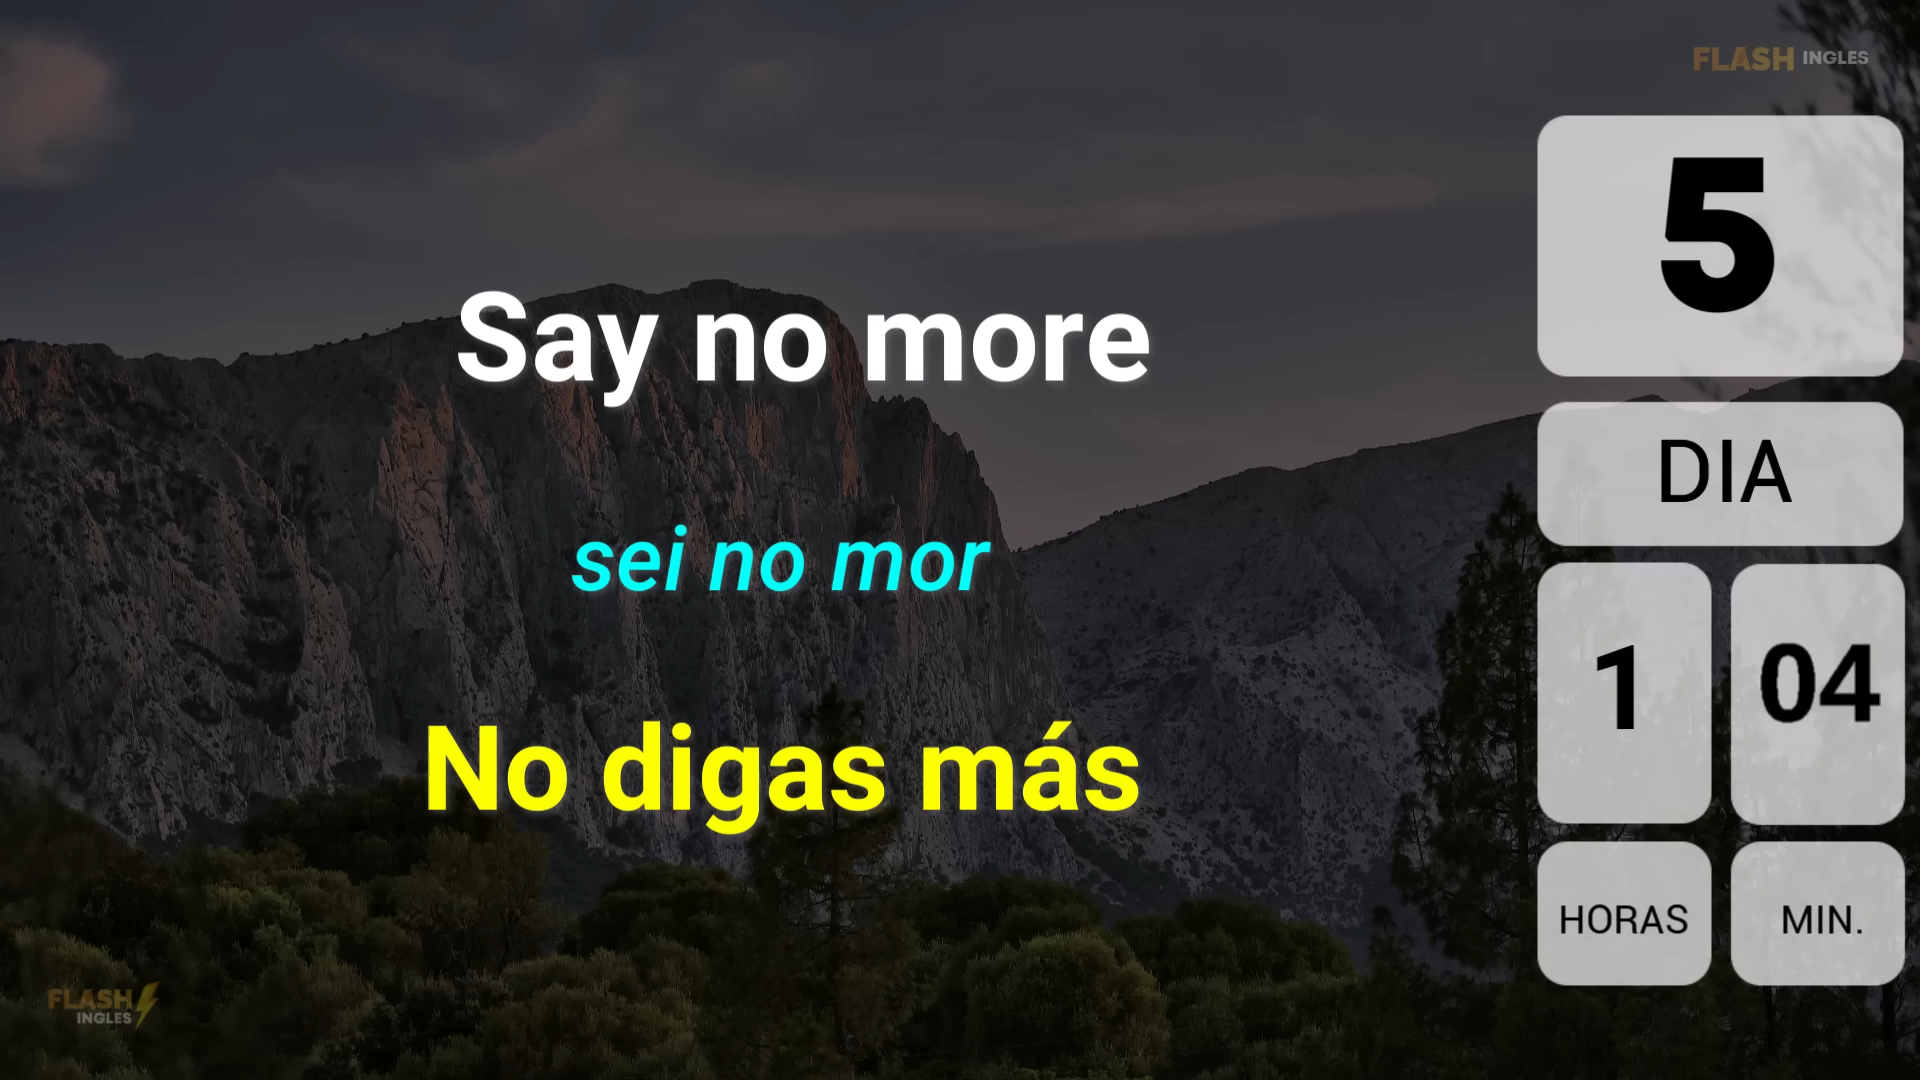 FLASH INGLES
5
DIA
Say no more
sei no mor
No digas más
1 04
HORAS MIN.
FLASH
INGLES